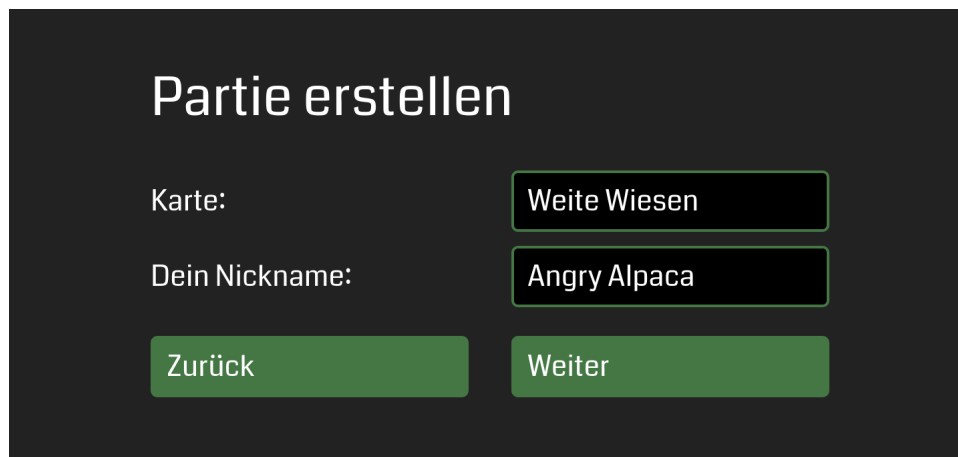 Partie erstellen
Karte: Weite Wiesen
Dein Nickname: Angry Alpaca
Zurück Weiter